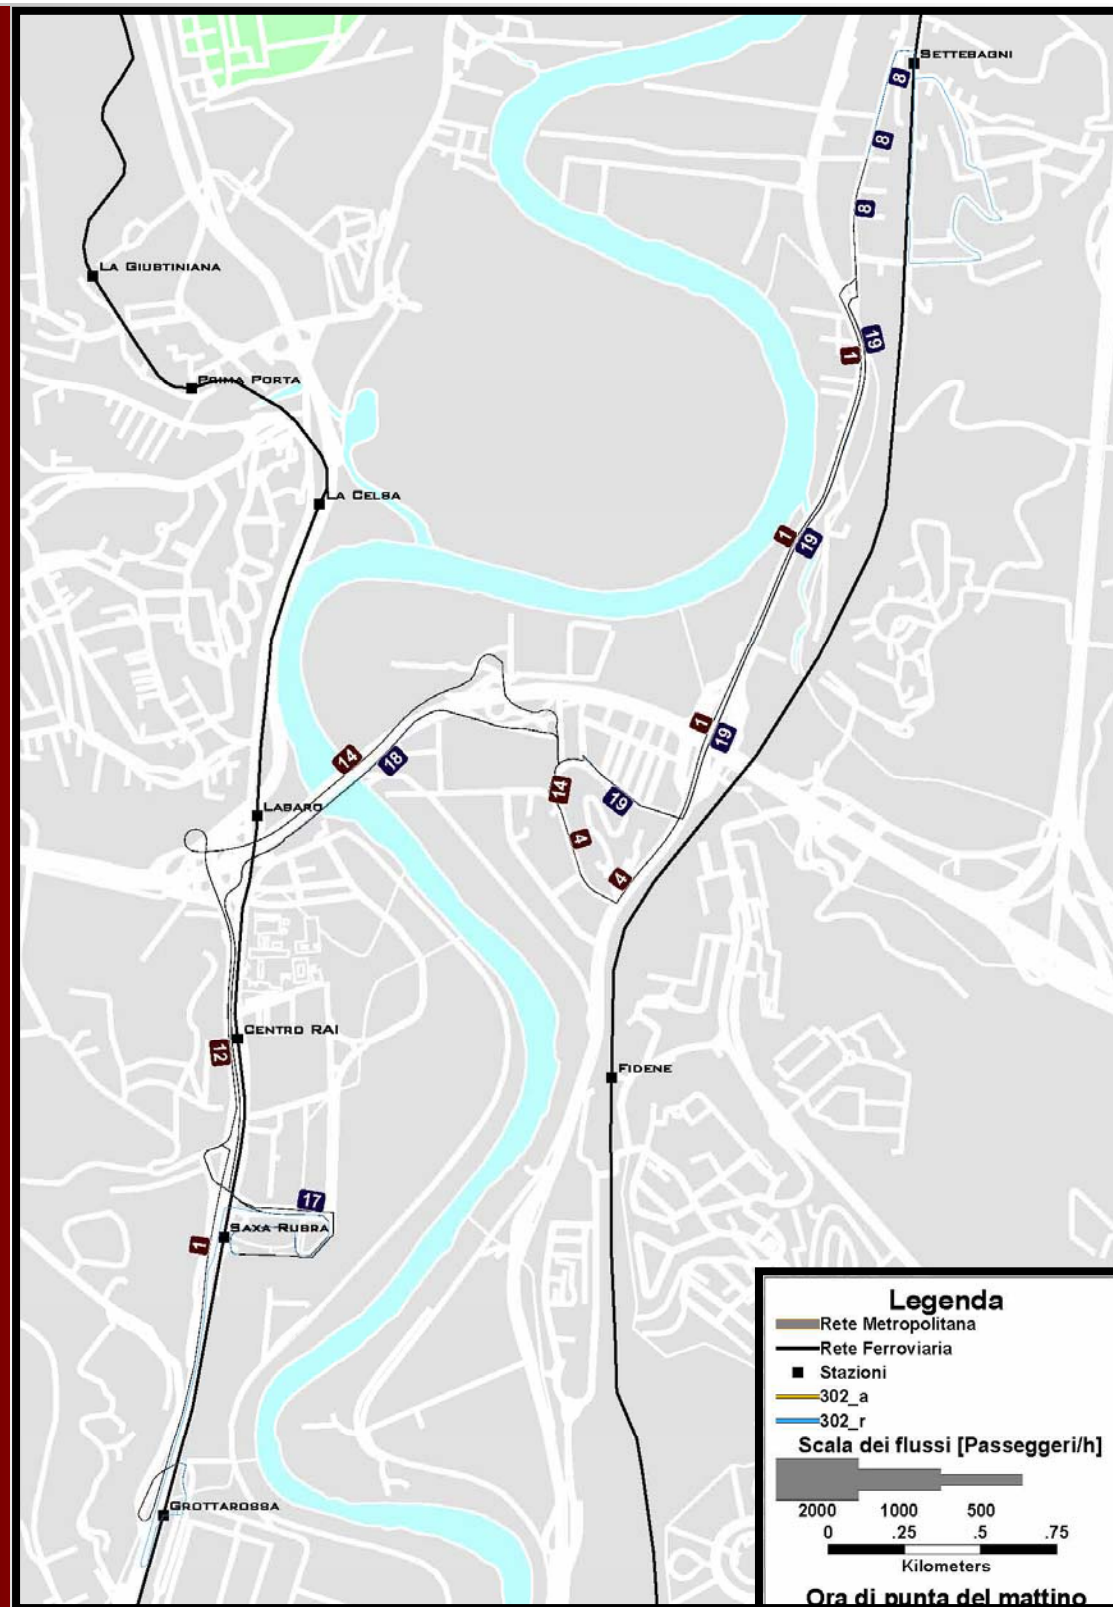 SETTEBAGNI
8
8
8
LA GIUSTINIANA
19
1
PRIMA PORTA
LA CELSA
1
19
1
19
14
18
14
19
LABARO
4
4
CENTRO RAI
12
FIDENE
17
SAXA RUBRA
1
GROTTAROSSA
Legenda
Rete Metropolitana
Rete Ferroviaria
Stazioni
302_a
302_r
Scala dei flussi [Passeggeri/h]
2000 1000 500
0 .25 .5 .75
Kilometers
Ora di punta del mattino